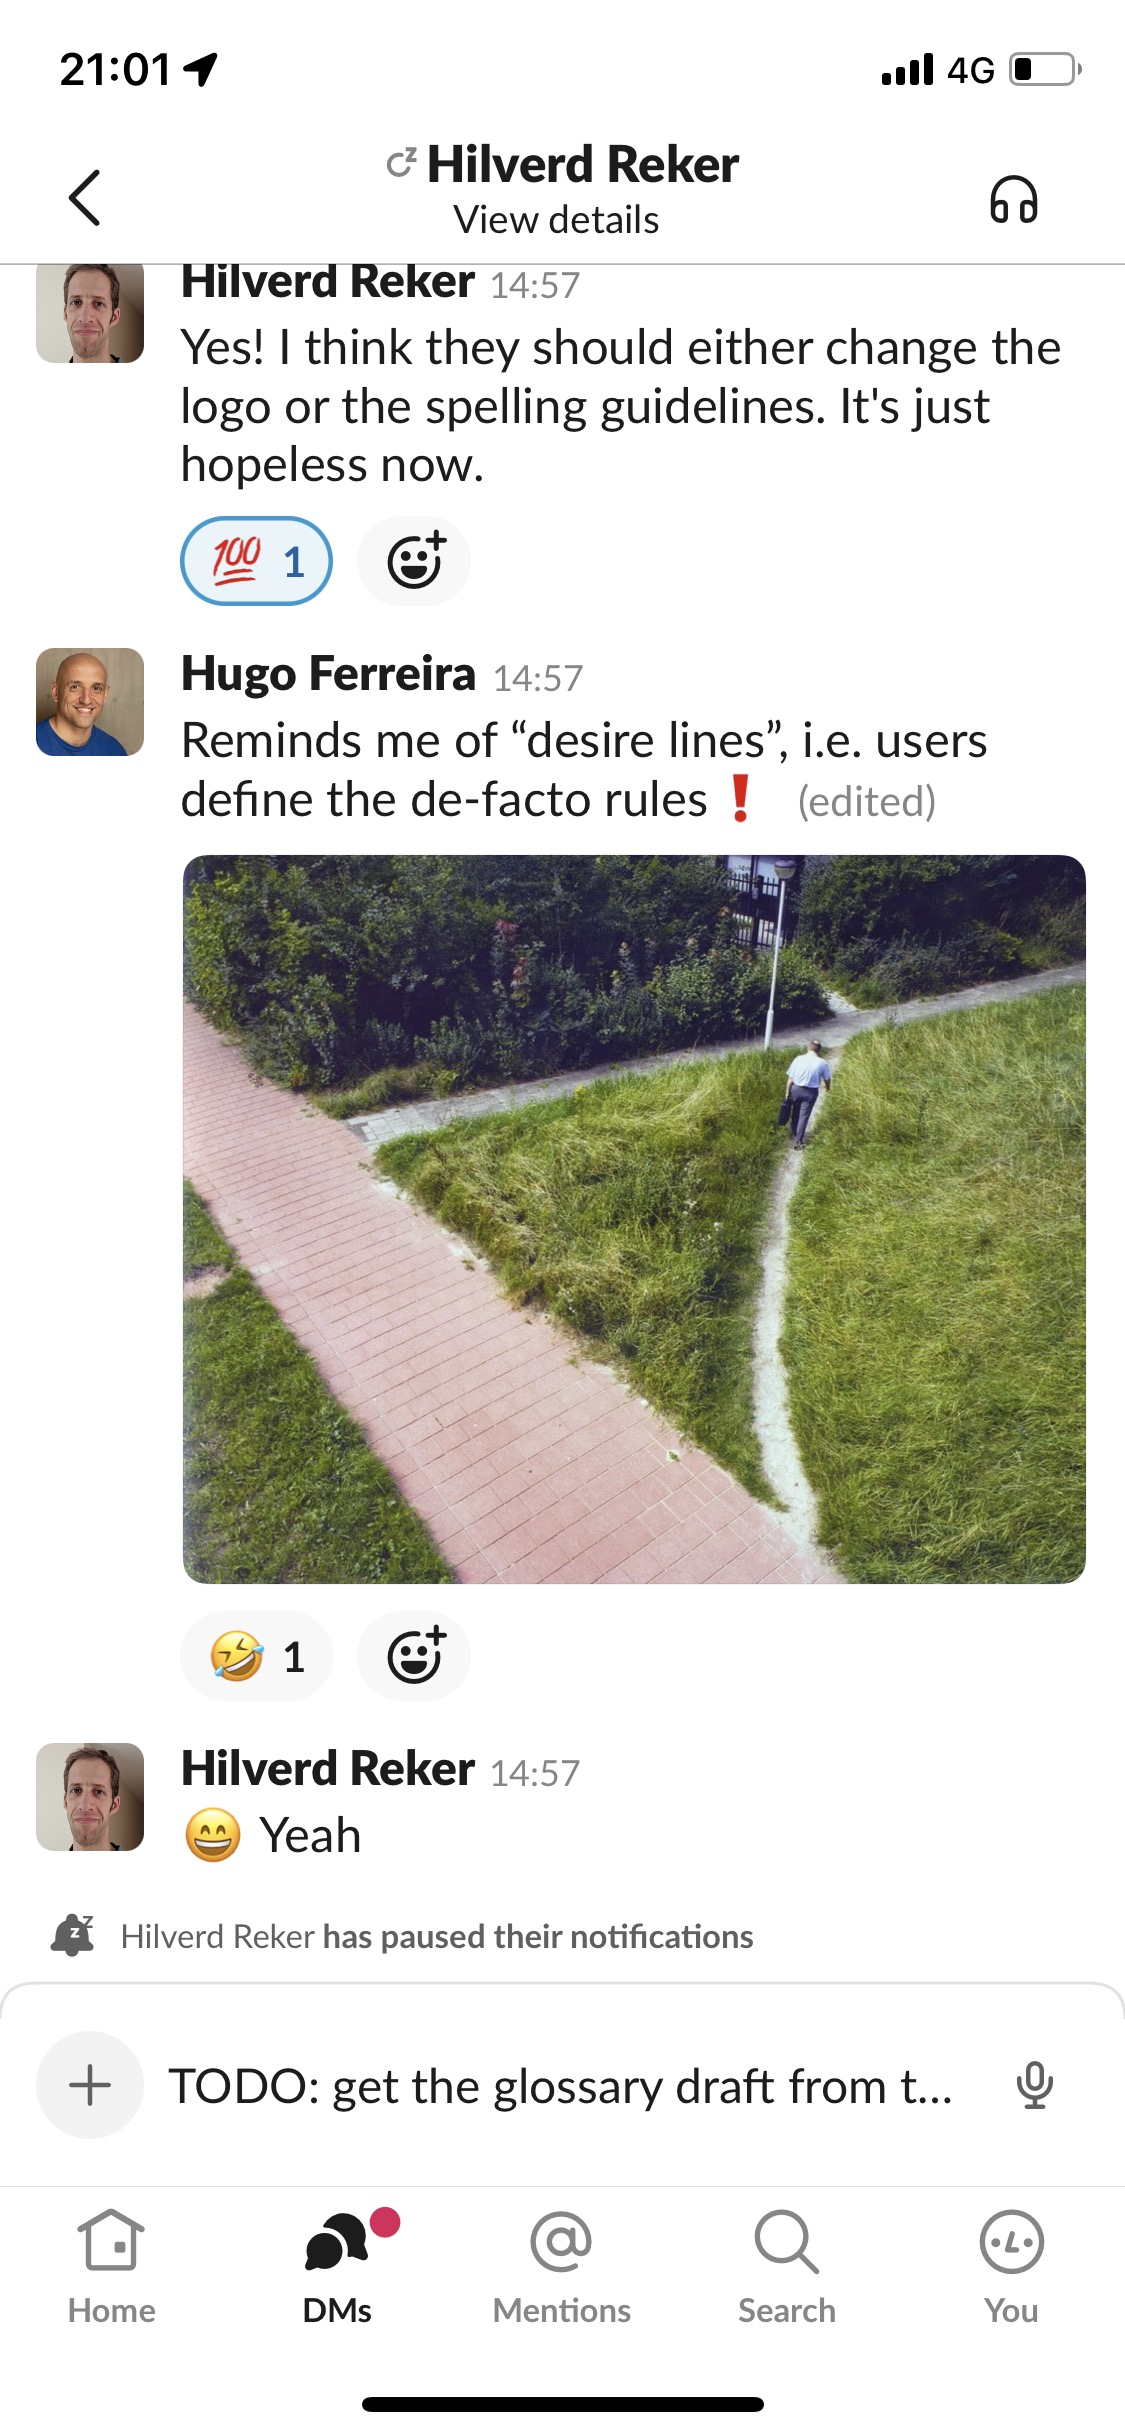 21:01
4G
Hilverd Reker
View details
Hilverd Reker 14:57
Yes! I think they should either change the
logo or the spelling guidelines. It's just
hopeless now.
💯 1
Hugo Ferreira 14:57
Reminds me of “desire lines”, i.e. users
define the de-facto rules❗ (edited)
🤣 1
Hilverd Reker 14:57
😄 Yeah
Hilverd Reker has paused their notifications
TODO: get the glossary draft from t...
Home
DMs
Mentions
Search
You